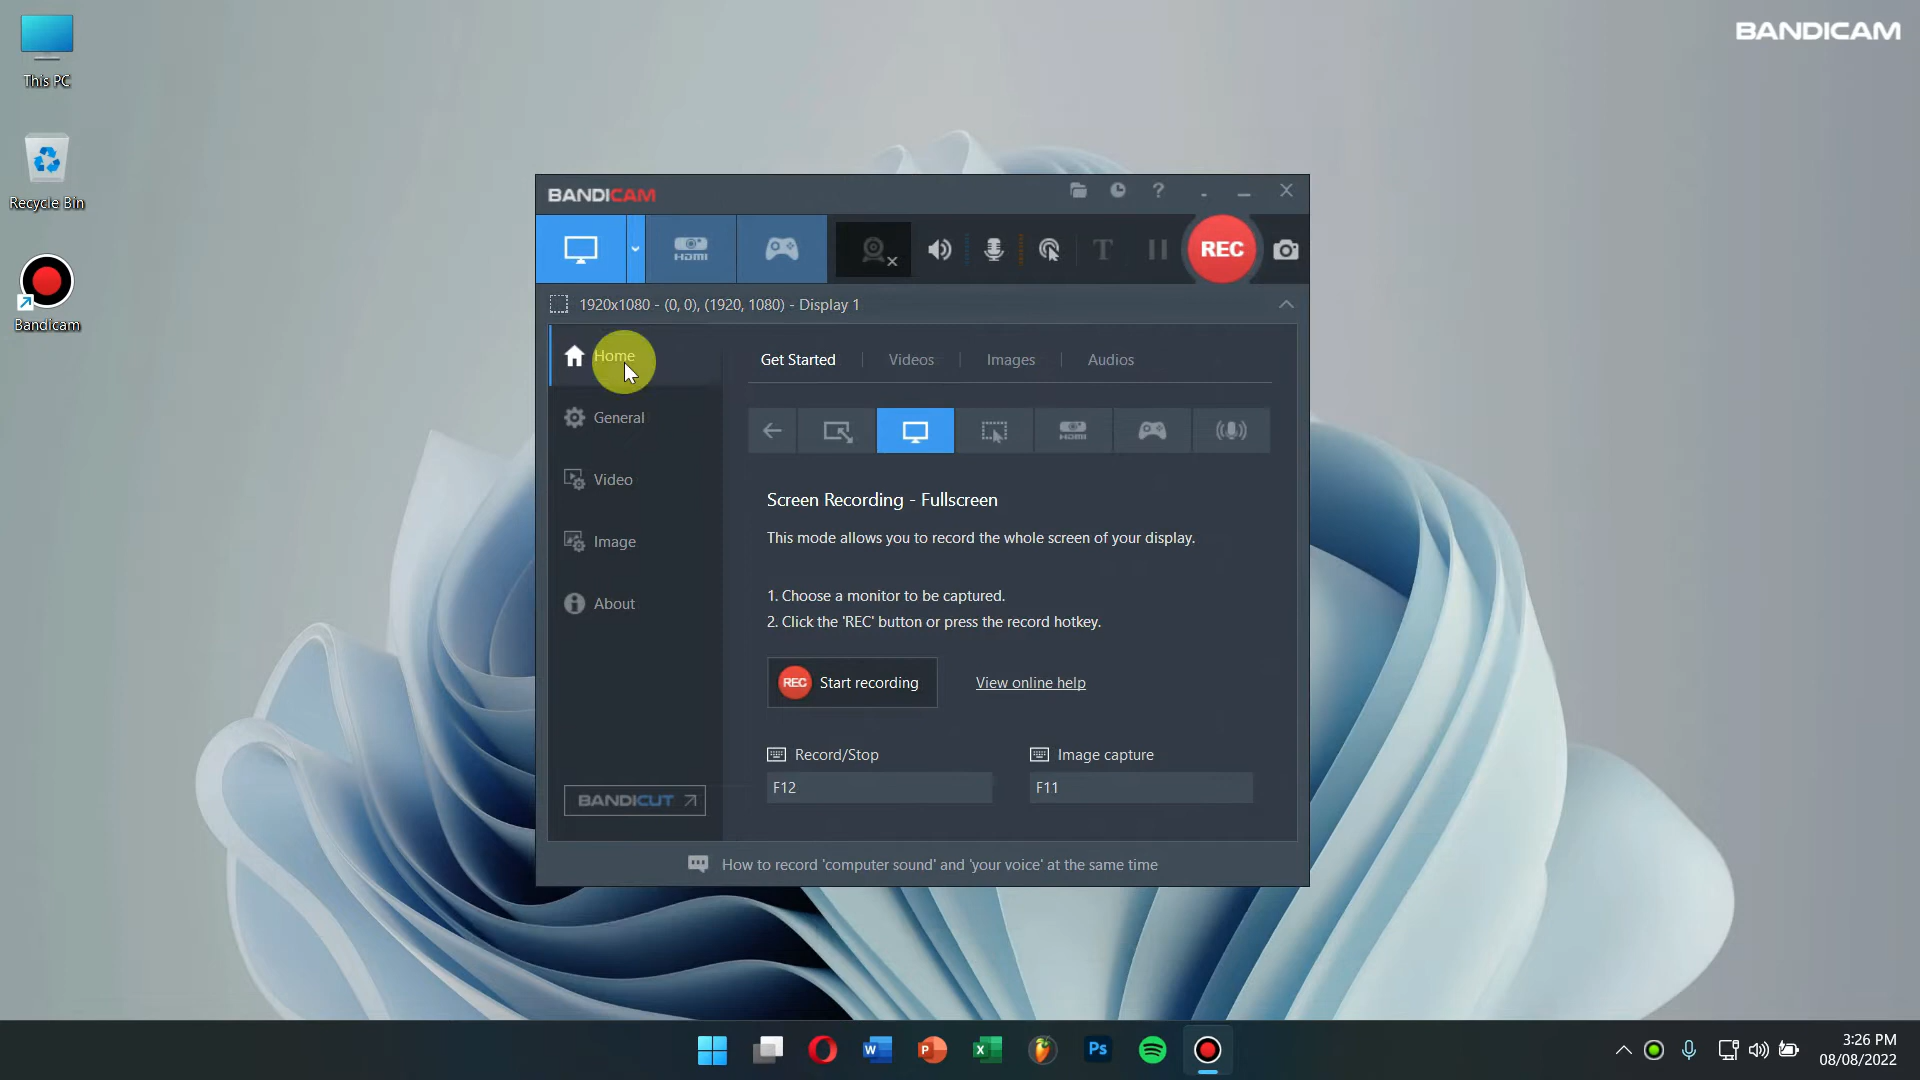 This PC
Recycle Bin
Bandicam
BANDICAM
BANDICAM
HDMI
T
REC
1920x1080 - (0, 0), (1920, 1080) - Display 1
Home
General
Video
Image
About
BANDICUT
Get Started
Videos
Images
Audios
HDMI
Screen Recording - Fullscreen
This mode allows you to record the whole screen of your display.
1. Choose a monitor to be captured.
2. Click the 'REC' button or press the record hotkey.
REC Start recording
View online help
Record/Stop
F12
Image capture
F11
How to record 'computer sound' and 'your voice' at the same time
W
P
X
Ps
3:26 PM
08/08/2022